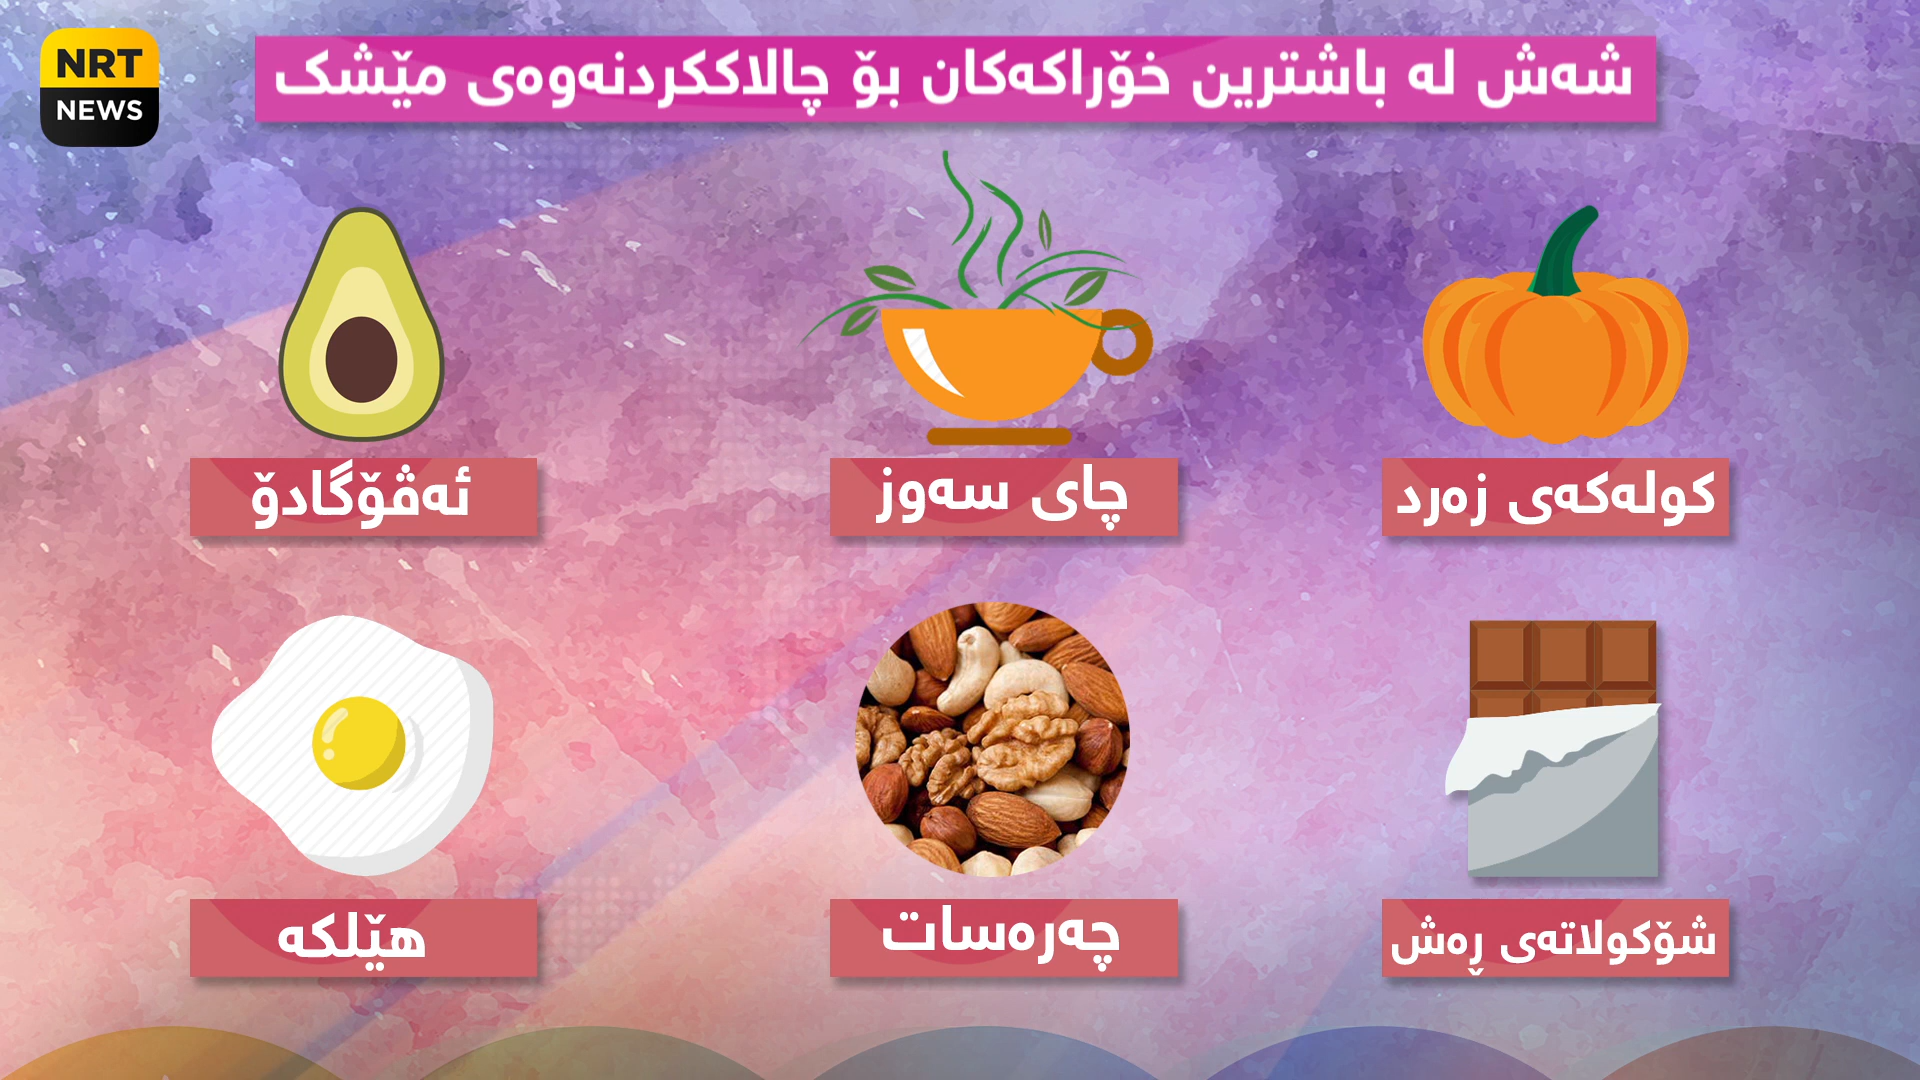 NRT
NEWS
شەش لە باشترین خۆراکەکان بۆ چالاککردنەوەی مێشک
کولەکەی زەرد
چای سەوز
ئەڤۆگادۆ
شۆکولاتەی ڕەش
چەرەسات
هێلکە